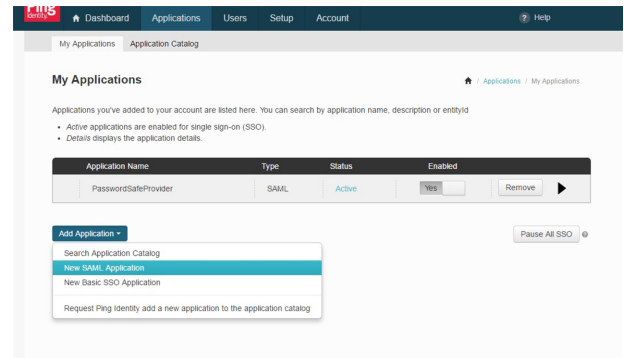 Ping
Identity
Dashboard Applications Users Setup Account Help
My Applications Application Catalog
My Applications
/ Applications / My Applications
Applications you've added to your account are listed here. You can search by application name, description or entityId
Active applications are enabled for single sign-on (SSO).
Details displays the application details.
Application Name Type Status Enabled
PasswordSafeProvider SAML Active Yes Remove
Add Application
Pause All SSO
Search Application Catalog
New SAML Application
New Basic SSO Application
Request Ping Identity add a new application to the application catalog